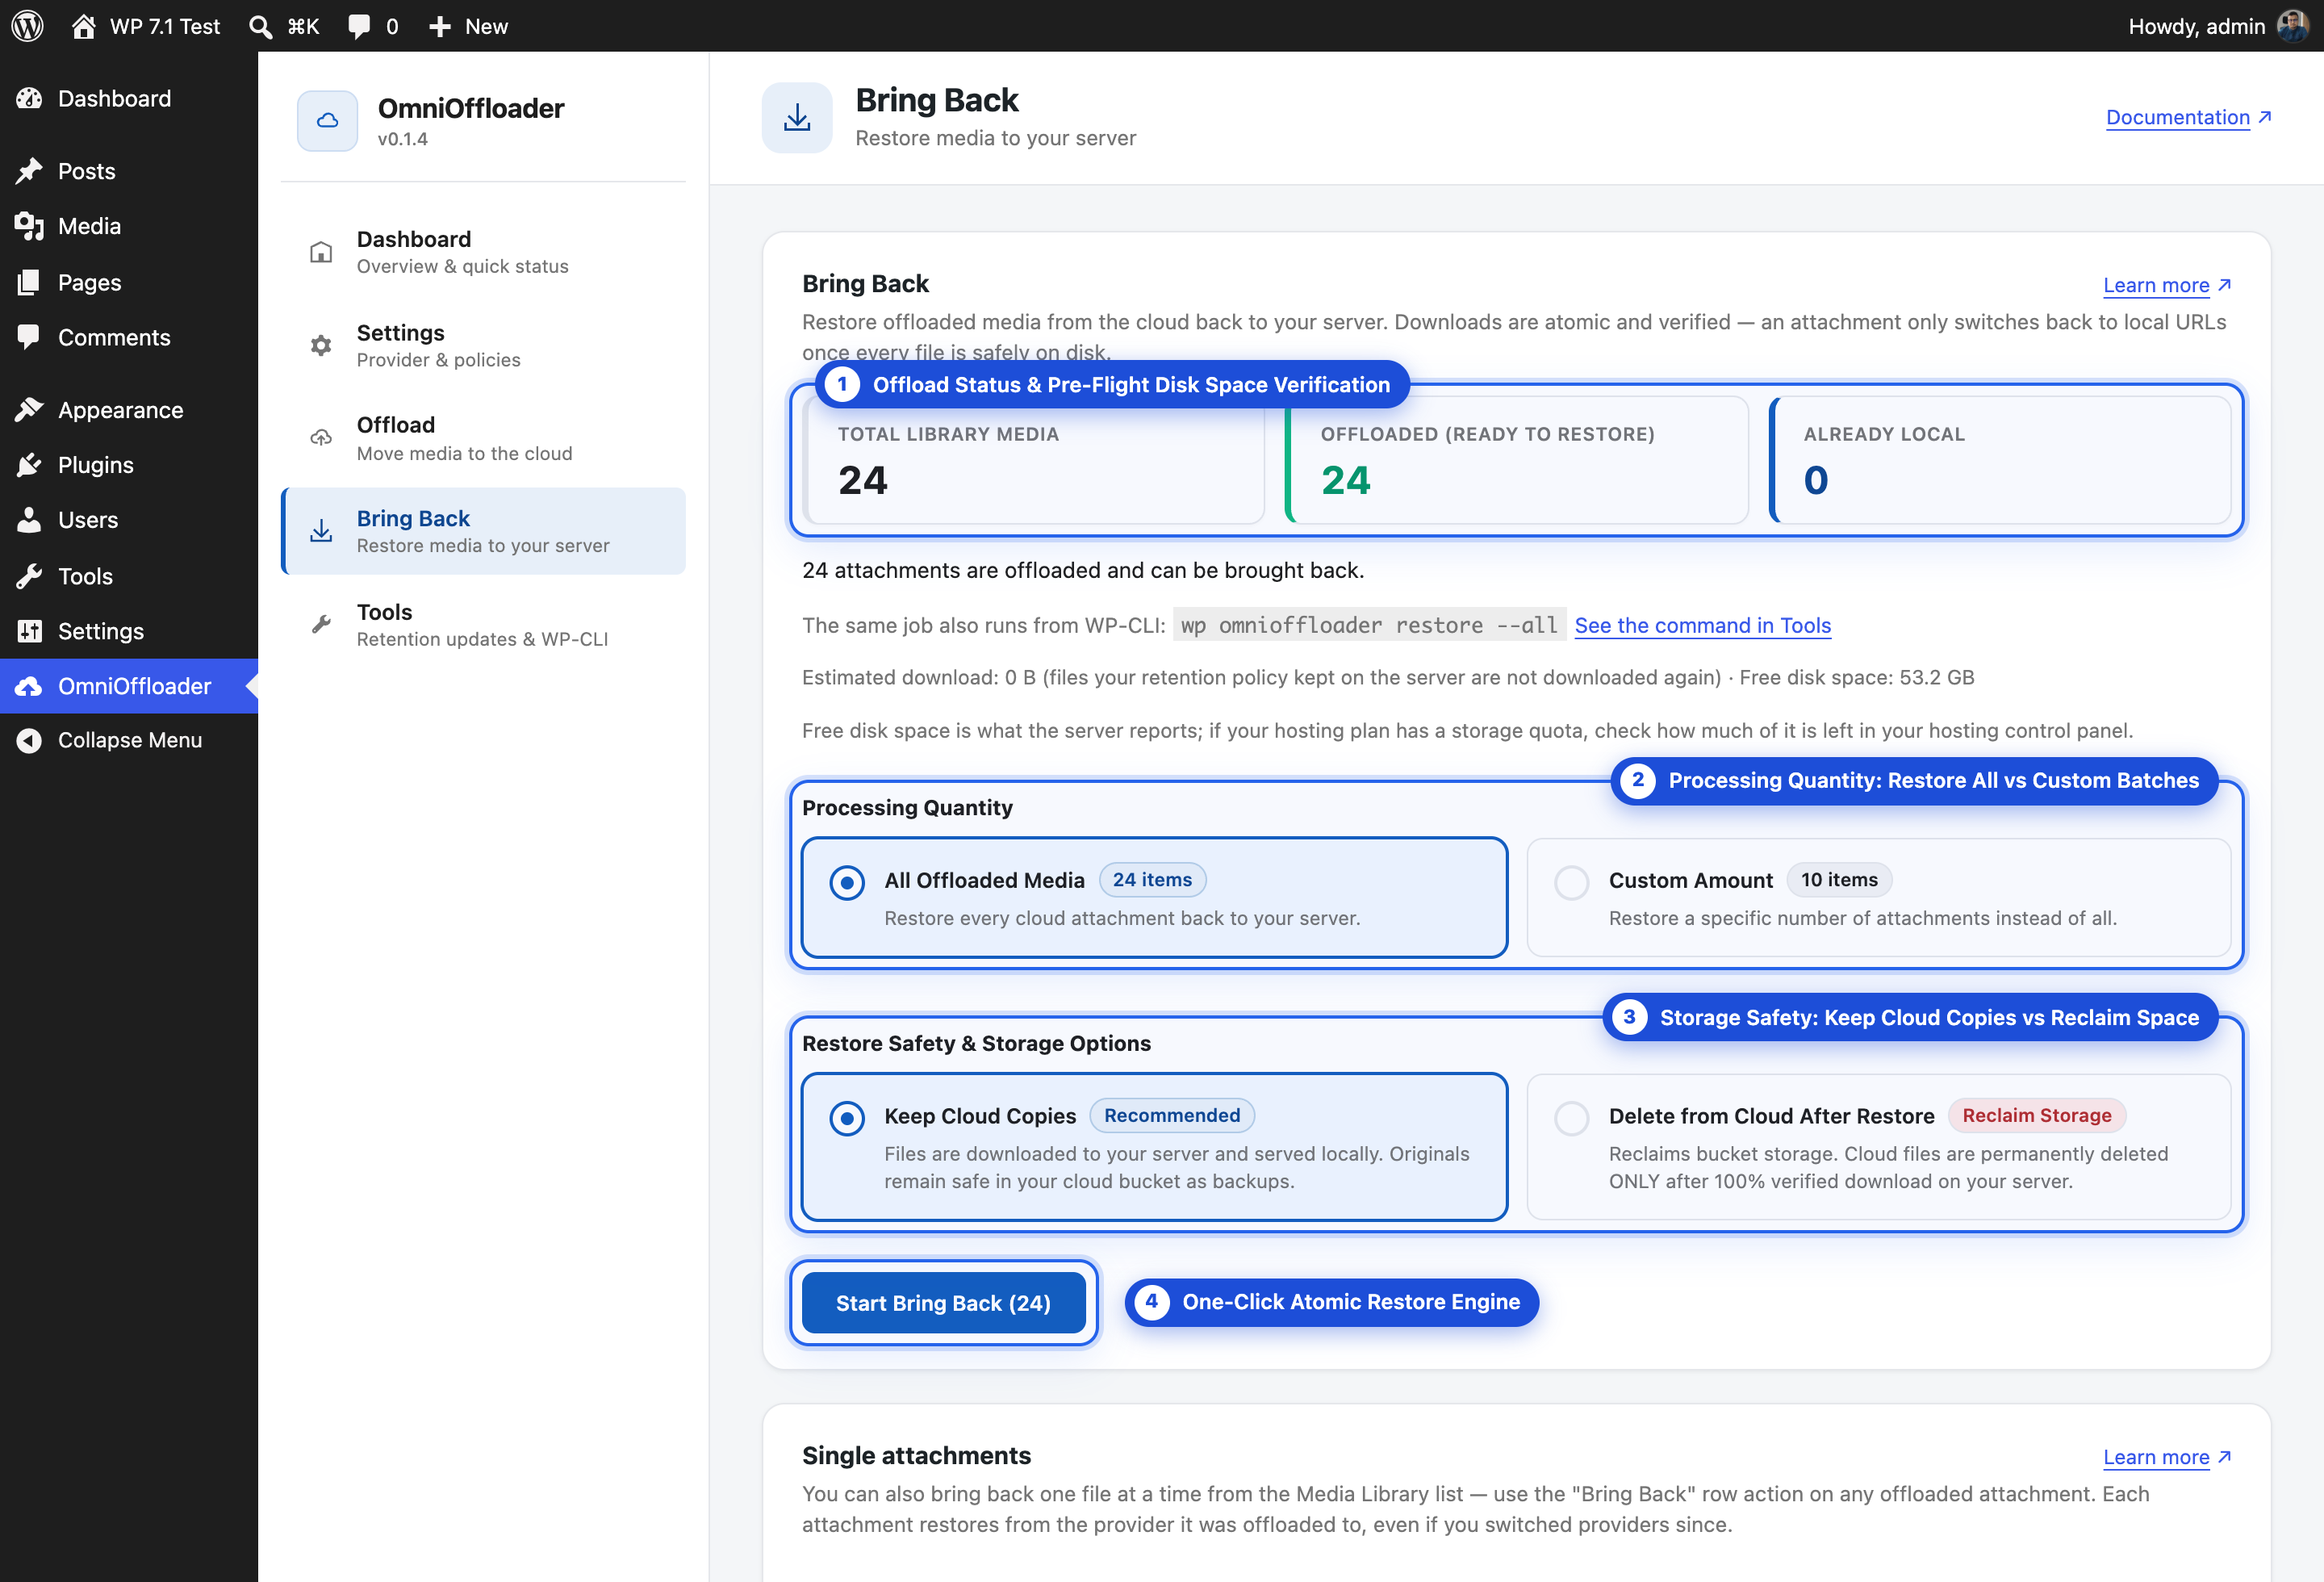 WP 7.1 Test
⌘K
0
New
Howdy, admin
Dashboard
Posts
Media
Pages
Comments
Appearance
Plugins
Users
Tools
Settings
OmniOffloader
Collapse Menu
OmniOffloader
v0.1.4
Dashboard
Overview & quick status
Settings
Provider & policies
Offload
Move media to the cloud
Bring Back
Restore media to your server
Tools
Retention updates & WP-CLI
Bring Back
Restore media to your server
Documentation ↗
Bring Back
Learn more ↗
Restore offloaded media from the cloud back to your server. Downloads are atomic and verified — an attachment only switches back to local URLs
once every file is safely on disk.
1 Offload Status & Pre-Flight Disk Space Verification
TOTAL LIBRARY MEDIA
24
OFFLOADED (READY TO RESTORE)
24
ALREADY LOCAL
0
24 attachments are offloaded and can be brought back.
The same job also runs from WP-CLI: wp omnioffloader restore --all See the command in Tools
Estimated download: 0 B (files your retention policy kept on the server are not downloaded again) · Free disk space: 53.2 GB
Free disk space is what the server reports; if your hosting plan has a storage quota, check how much of it is left in your hosting control panel.
2 Processing Quantity: Restore All vs Custom Batches
Processing Quantity
All Offloaded Media 24 items
Restore every cloud attachment back to your server.
Custom Amount 10 items
Restore a specific number of attachments instead of all.
3 Storage Safety: Keep Cloud Copies vs Reclaim Space
Restore Safety & Storage Options
Keep Cloud Copies Recommended
Files are downloaded to your server and served locally. Originals
remain safe in your cloud bucket as backups.
Delete from Cloud After Restore Reclaim Storage
Reclaims bucket storage. Cloud files are permanently deleted
ONLY after 100% verified download on your server.
Start Bring Back (24)
4 One-Click Atomic Restore Engine
Single attachments
Learn more ↗
You can also bring back one file at a time from the Media Library list — use the "Bring Back" row action on any offloaded attachment. Each
attachment restores from the provider it was offloaded to, even if you switched providers since.